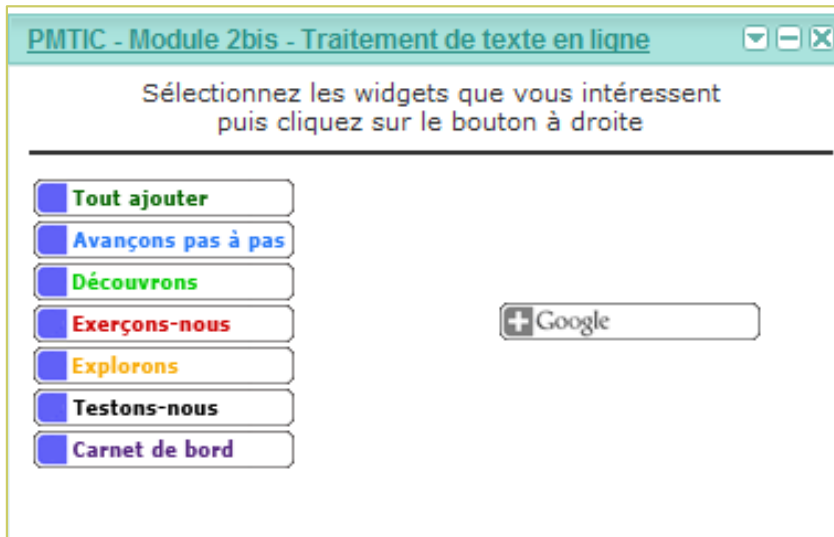 PMTIC - Module 2bis - Traitement de texte en ligne
Sélectionnez les widgets que vous intéressent
puis cliquez sur le bouton à droite
Tout ajouter
Avançons pas à pas
Découvrons
Exerçons-nous
Explorons
Testons-nous
Carnet de bord
Google